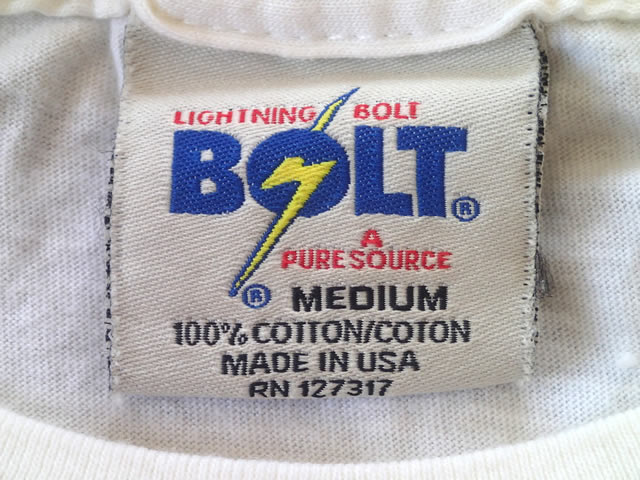 LIGHTNING BOLT
BOLT®
A
PURE SOURCE
® MEDIUM
100% COTTON/COTON
MADE IN USA
RN 127317